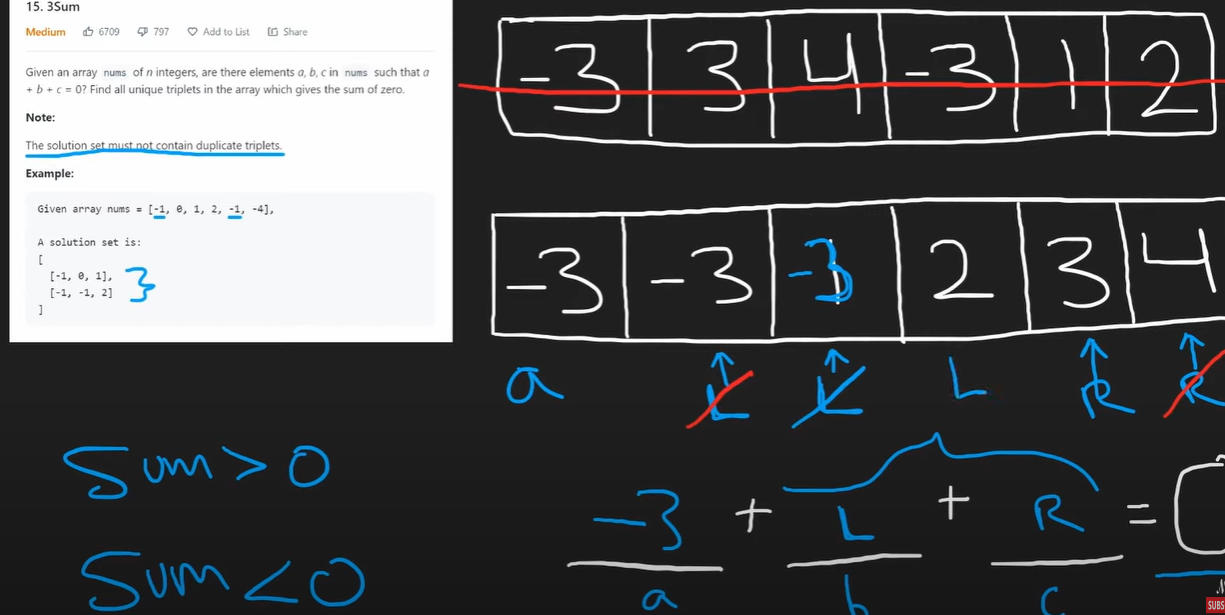 15. 3Sum
Medium 6709 797 Add to List Share
Given an array nums of n integers, are there elements a, b, c in nums such that a
+ b + c = 0? Find all unique triplets in the array which gives the sum of zero.
Note:
The solution set must not contain duplicate triplets.
Example:
Given array nums = [-1, 0, 1, 2, -1, -4],
A solution set is:
[
[-1, 0, 1],
[-1, -1, 2]
]
-3 3 4 -3 1 2
-3 -3 -3 2 3 4
a L L L R R
Sum > 0
-3 + L + R =
Sum < 0
a b c
SUBS